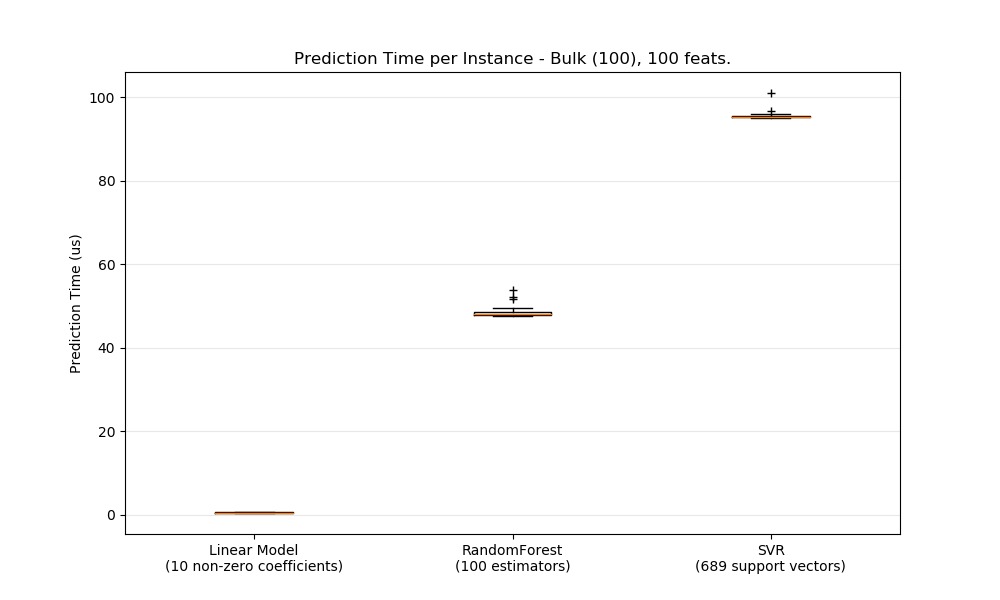 Prediction Time per Instance - Bulk (100), 100 feats.
100
80
60
40
20
0
Prediction Time (us)
Linear Model
(10 non-zero coefficients)
RandomForest
(100 estimators)
SVR
(689 support vectors)